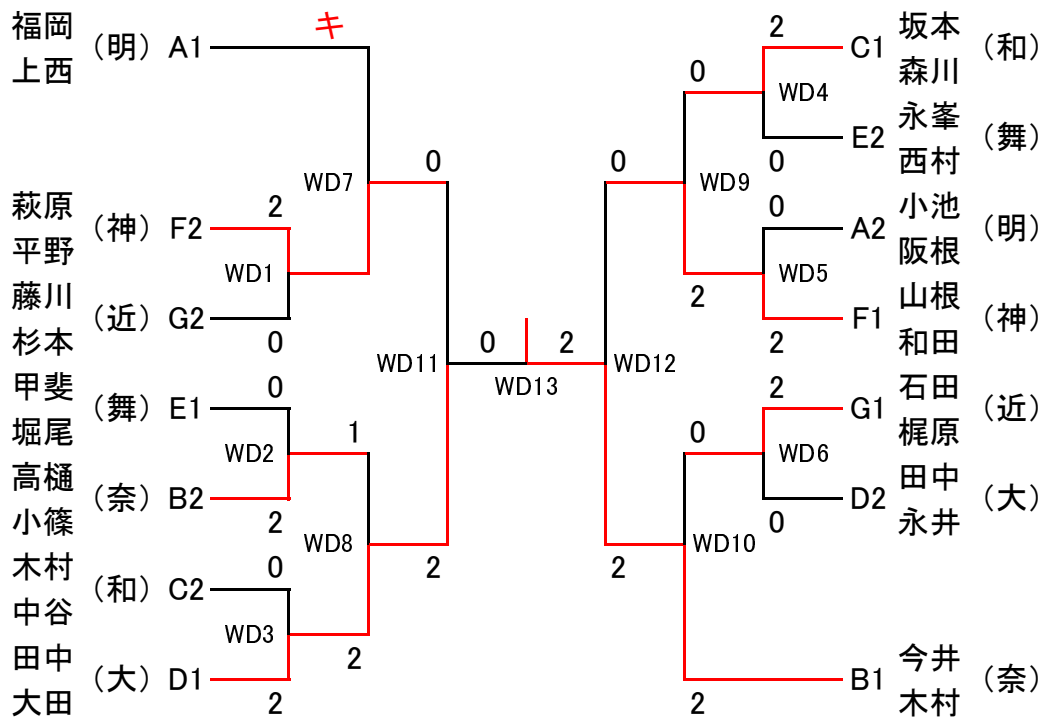 福岡
上西
（明） A1
キ
WD7
0
萩原
平野
（神） F2
2
WD1
藤川
杉本
（近） G2
0
WD11
0
甲斐
堀尾
（舞） E1
0
WD2
1
高樋
小篠
（奈） B2
2
WD8
2
木村
中谷
（和） C2
0
WD3
2
田中
大田
（大） D1
2
WD13
2
坂本
森川
（和）
C1
2
WD4
0
永峯
西村
（舞）
E2
0
WD9
0
小池
阪根
（明）
A2
0
WD5
2
山根
和田
（神）
F1
2
WD12
石田
梶原
（近）
G1
2
WD6
0
田中
永井
（大）
D2
0
WD10
2
今井
木村
（奈）
B1
2